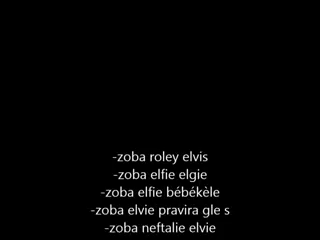 -zoba roley elvis
-zoba elfie elgie
-zoba elfie bébékèle
-zoba elvie pravira gle s
-zoba neftalie elvie